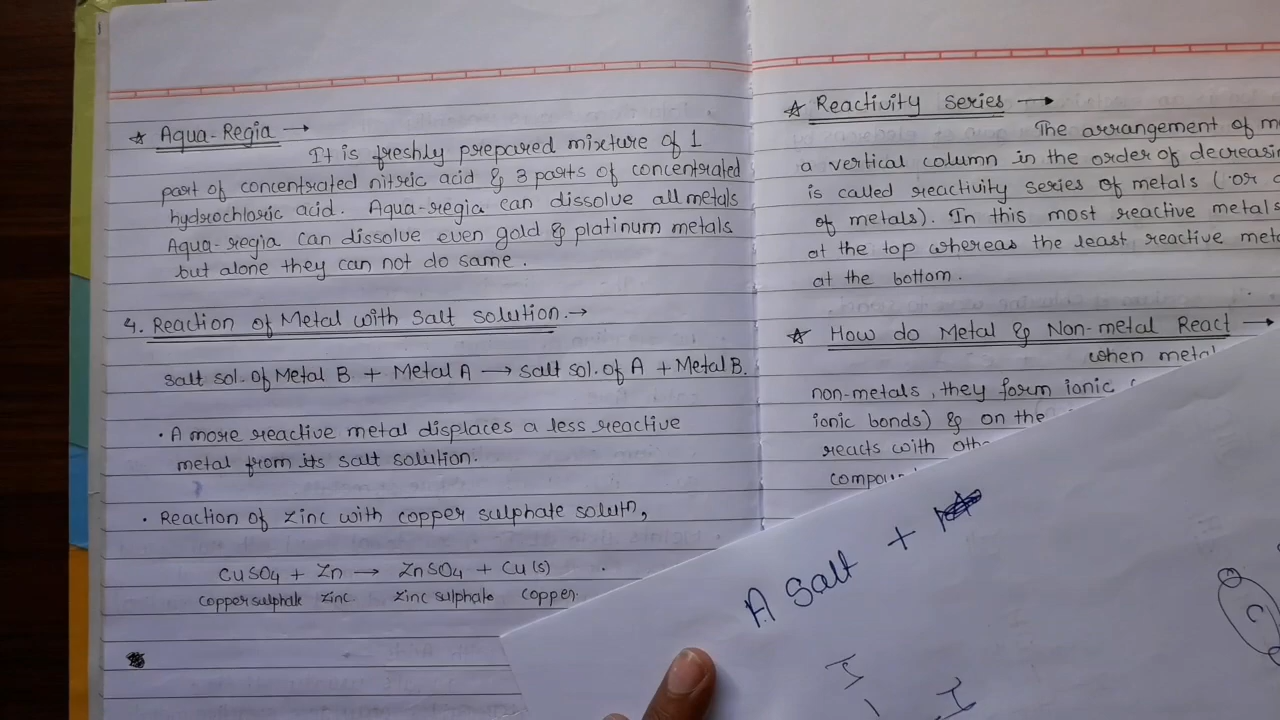 ☆ Aqua-Regia →
It is freshly prepared mixture of 1
part of concentrated nitric acid & 3 parts of concentrated
hydrochloric acid. Aqua-regia can dissolve all metals
Aqua-regia can dissolve even gold & platinum metals
but alone they can not do same.
4. Reaction of Metal with Salt solution. →
salt sol. of Metal B + Metal A → salt sol. of A + Metal B.
• A more reactive metal displaces a less reactive
metal from its salt solution.
• Reaction of zinc with copper sulphate solutn,
CuSO4 + Zn → ZnSO4 + Cu(s)
copper sulphate zinc zinc sulphate copper.
☆ Reactivity series →
The arrangement of m
a vertical column in the order of decreasin
is called reactivity series of metals (or a
of metals). In this most reactive metals
at the top whereas the least reactive met
at the bottom.
☆ How do Metal & Non-metal React →
when metal
non-metals, they form ionic
ionic bonds) & on the
reacts with oth
compou
A salt +
I
I
C